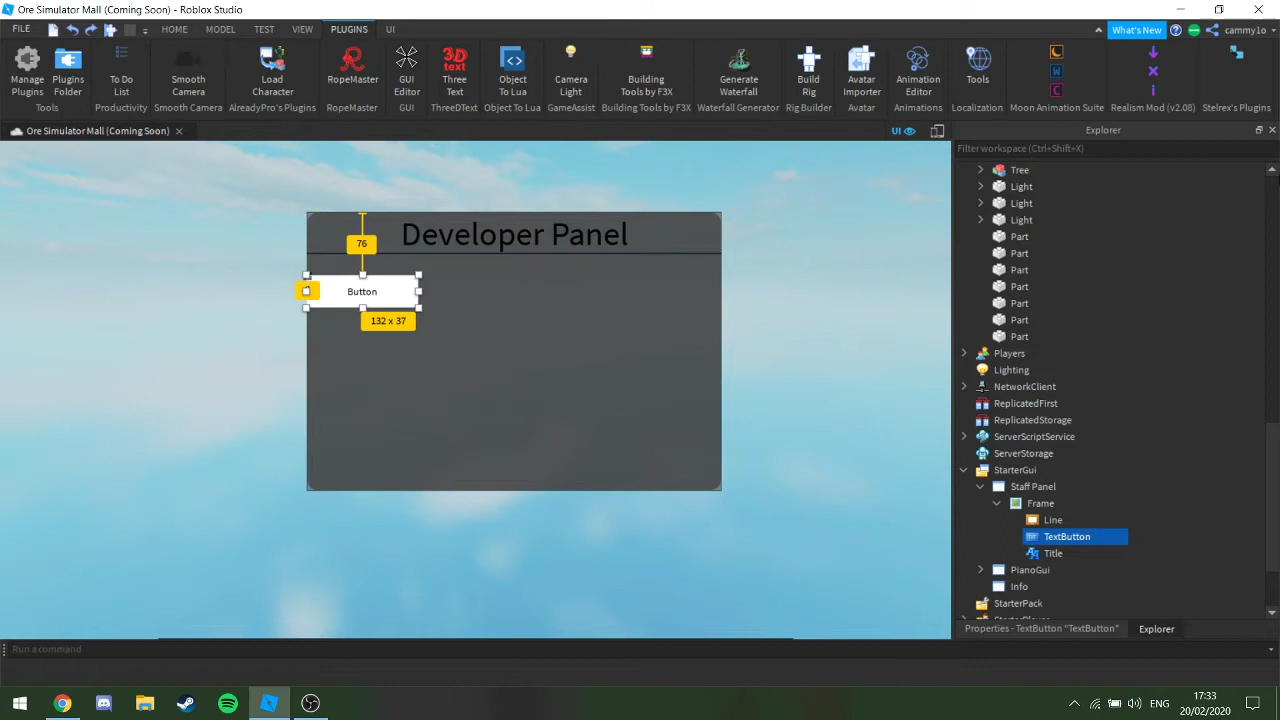 Ore Simulator Mall (Coming Soon) - Roblox Studio
FILE HOME MODEL TEST VIEW PLUGINS UI What's New cammy1o
Manage Plugins
Plugins Folder
To Do List
Smooth Camera
Load Character
RopeMaster
GUI Editor
3D text
Three Text
Object To Lua
Camera Light
Building Tools by F3X
Generate Waterfall
Build Rig
Avatar Importer
Animation Editor
Tools
W
C
Tools Productivity Smooth Camera AlreadyPro's Plugins RopeMaster GUI ThreeDText Object To Lua GameAssist Building Tools by F3X Waterfall Generator Rig Builder Avatar Animations Localization Moon Animation Suite Realism Mod (v2.08) Stelrex's Plugins
Ore Simulator Mall (Coming Soon)
UI
Explorer
Filter workspace (Ctrl+Shift+X)
Tree
Light
Light
Light
Part
Part
Part
Part
Part
Part
Part
Players
Lighting
NetworkClient
ReplicatedFirst
ReplicatedStorage
ServerScriptService
ServerStorage
StarterGui
Staff Panel
Frame
Line
TextButton
Title
PianoGui
Info
StarterPack
Developer Panel
76
Button
132 x 37
Properties - TextButton "TextButton" Explorer
Run a command
ENG
17:33
20/02/2020